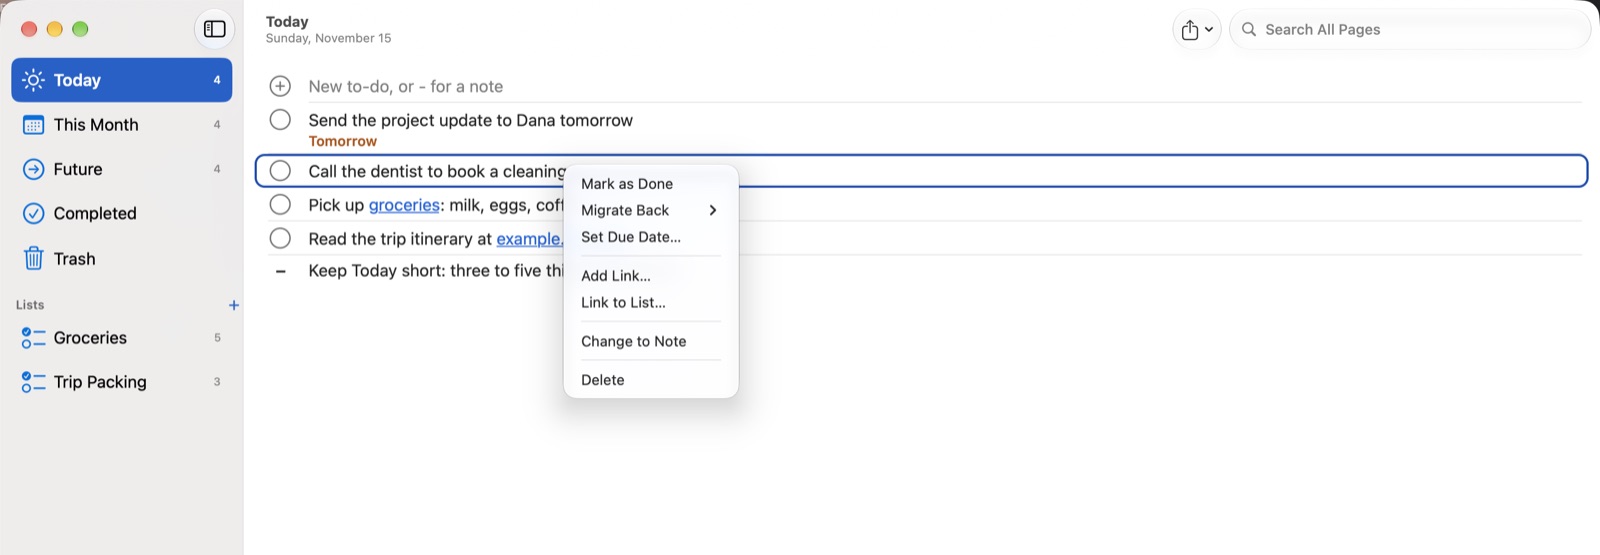 Today
Sunday, November 15
Search All Pages
Today 4
This Month 4
Future 4
Completed
Trash
Lists +
Groceries 5
Trip Packing 3
New to-do, or - for a note
Send the project update to Dana tomorrow
Tomorrow
Call the dentist to book a cleaning
Pick up groceries: milk, eggs,
Read the trip itinerary at example.
– Keep Today short: three to five
Mark as Done
Migrate Back
Set Due Date...
Add Link...
Link to List...
Change to Note
Delete